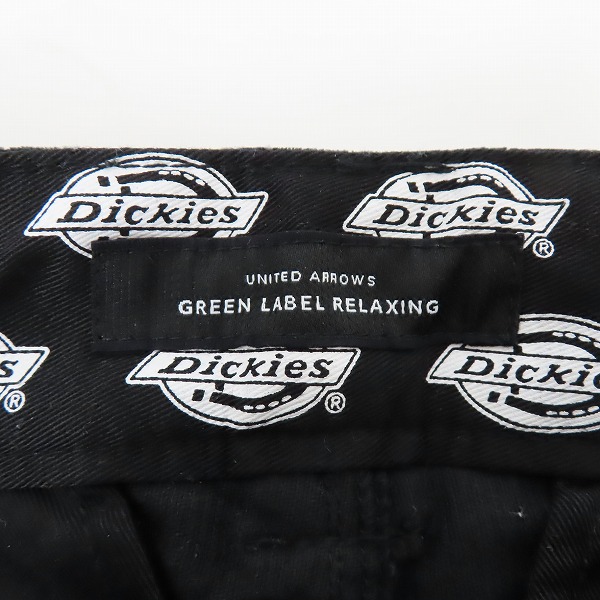 Dickies Dickies
®
UNITED ARROWS
GREEN LABEL RELAXING
Dickies Dickies
® ®